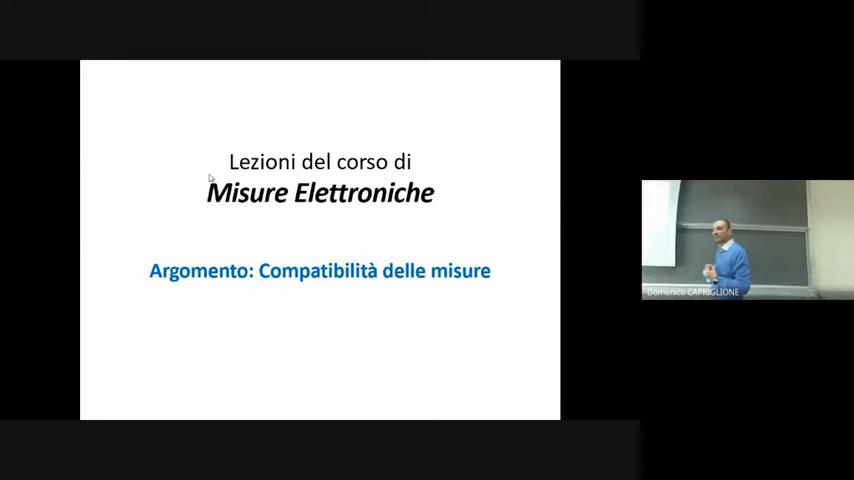 Lezioni del corso di
Misure Elettroniche
Argomento: Compatibilità delle misure
Domenico CAPRIGLIONE